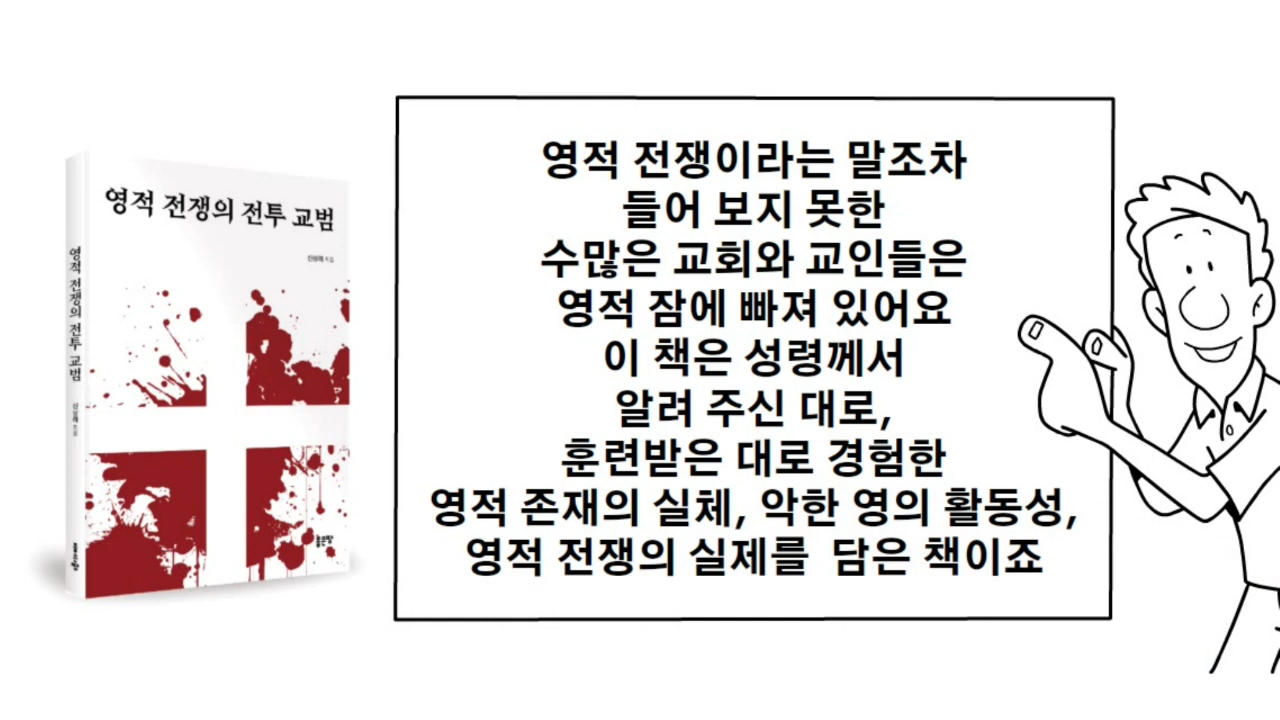 영적 전쟁의 전투 교범
영적 전쟁의 전투 교범
좋은땅
영적 전쟁이라는 말조차
들어 보지 못한
수많은 교회와 교인들은
영적 잠에 빠져 있어요
이 책은 성령께서
알려 주신 대로,
훈련받은 대로 경험한
영적 존재의 실체, 악한 영의 활동성,
영적 전쟁의 실제를 담은 책이죠